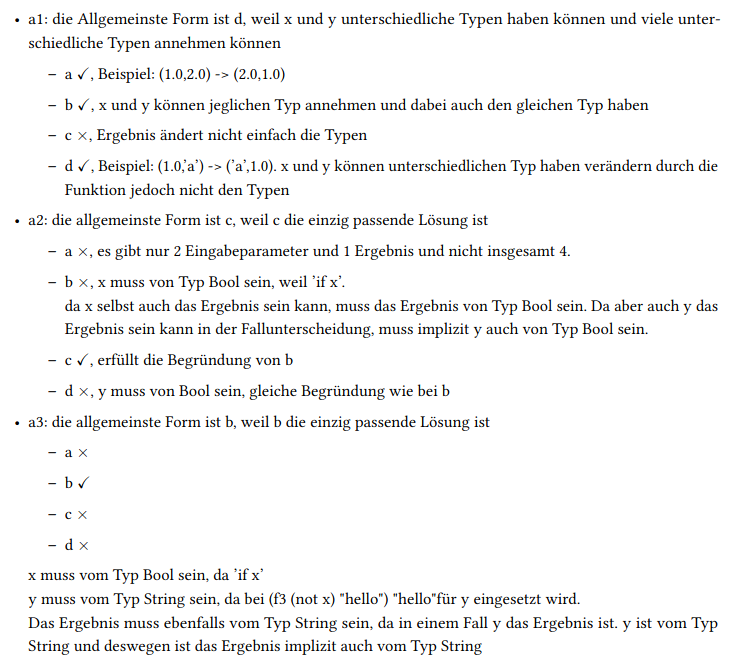 • a1: die Allgemeinste Form ist d, weil x und y unterschiedliche Typen haben können und viele unter-
schiedliche Typen annehmen können
– a ✓, Beispiel: (1.0,2.0) -> (2.0,1.0)
– b ✓, x und y können jeglichen Typ annehmen und dabei auch den gleichen Typ haben
– c ×, Ergebnis ändert nicht einfach die Typen
– d ✓, Beispiel: (1.0,'a') -> ('a',1.0). x und y können unterschiedlichen Typ haben verändern durch die
Funktion jedoch nicht den Typen
• a2: die allgemeinste Form ist c, weil c die einzig passende Lösung ist
– a ×, es gibt nur 2 Eingabeparameter und 1 Ergebnis und nicht insgesamt 4.
– b ×, x muss von Typ Bool sein, weil 'if x'.
da x selbst auch das Ergebnis sein kann, muss das Ergebnis von Typ Bool sein. Da aber auch y das
Ergebnis sein kann in der Fallunterscheidung, muss implizit y auch von Typ Bool sein.
– c ✓, erfüllt die Begründung von b
– d ×, y muss von Bool sein, gleiche Begründung wie bei b
• a3: die allgemeinste Form ist b, weil b die einzig passende Lösung ist
– a ×
– b ✓
– c ×
– d ×
x muss vom Typ Bool sein, da 'if x'
y muss vom Typ String sein, da bei (f3 (not x) "hello") "hello"für y eingesetzt wird.
Das Ergebnis muss ebenfalls vom Typ String sein, da in einem Fall y das Ergebnis ist. y ist vom Typ
String und deswegen ist das Ergebnis implizit auch vom Typ String